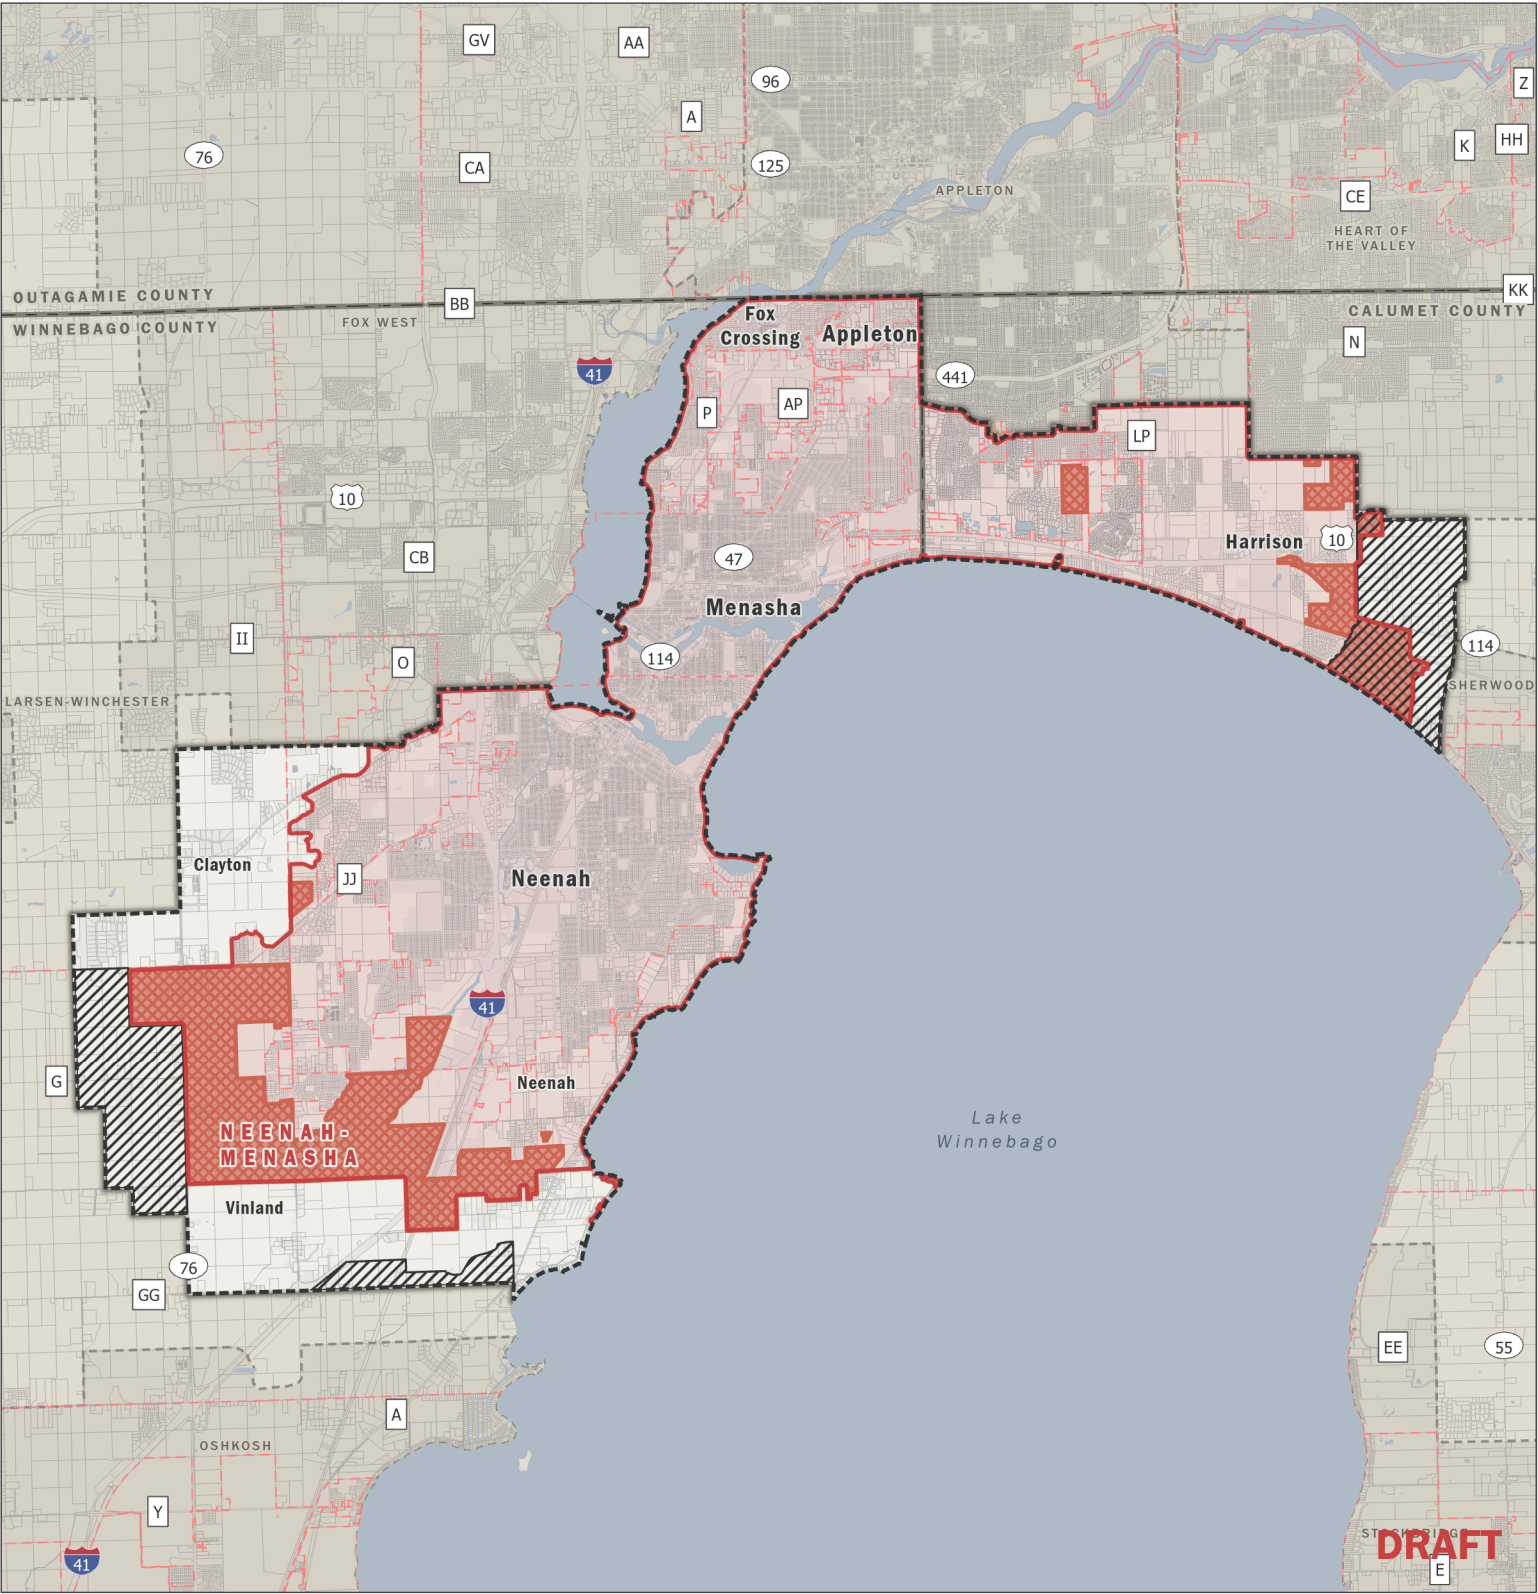 GV
AA
96
Z
A
76
CA
125
K
HH
APPLETON
CE
HEART OF
THE VALLEY
OUTAGAMIE COUNTY
BB
KK
WINNEBAGO COUNTY
FOX WEST
CALUMET COUNTY
Fox
Crossing
Appleton
N
41
441
P
AP
LP
10
Harrison
10
CB
47
Menasha
II
O
114
114
LARSEN-WINCHESTER
SHERWOOD
Clayton
JJ
Neenah
41
G
Neenah
Lake
Winnebago
NEENAH-
MENASHA
Vinland
76
GG
EE
55
A
OSHKOSH
Y
STOCKBRIDGE
DRAFT
41
E